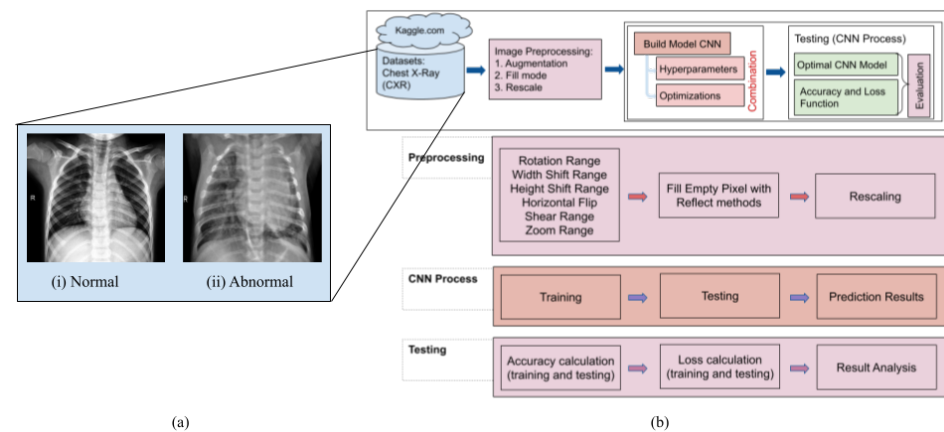 Kaggle.com
Datasets:
Chest X-Ray
(CXR)
Image Preprocessing:
1. Augmentation
2. Fill mode
3. Rescale
Build Model CNN
Hyperparameters
Optimizations
Combination
Testing (CNN Process)
Optimal CNN Model
Accuracy and Loss
Function
Evaluation
R
R
(i) Normal
(ii) Abnormal
Preprocessing
Rotation Range
Width Shift Range
Height Shift Range
Horizontal Flip
Shear Range
Zoom Range
Fill Empty Pixel with
Reflect methods
Rescaling
CNN Process
Training
Testing
Prediction Results
Testing
Accuracy calculation
(training and testing)
Loss calculation
(training and testing)
Result Analysis
(a)
(b)